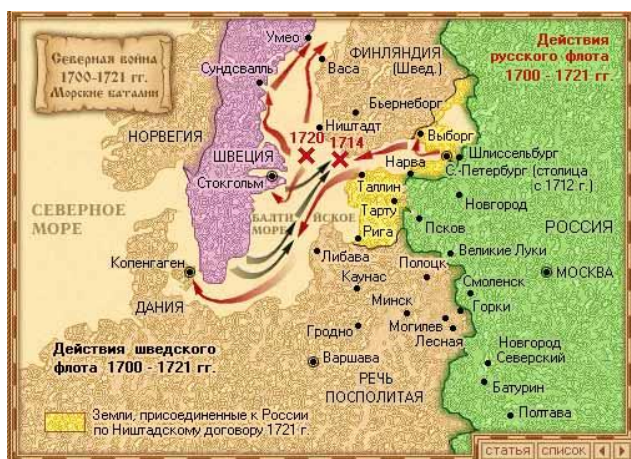 Северная война
1700-1721 гг.
Морские баталии
Умео
ФИНЛЯНДИЯ
(Швед.)
Действия
русского флота
1700 - 1721 гг.
Сундсвалль
Васа
Бьернеборг
НОРВЕГИЯ
Ништадт
Выборг
1720
1714
ШВЕЦИЯ
Шлиссельбург
Нарва
С.-Петербург (столица
с 1712 г.)
Стокгольм
Таллин
Новгород
СЕВЕРНОЕ
МОРЕ
БАЛТИЙСКОЕ
МОРЕ
Тарту
Псков
РОССИЯ
Рига
Великие Луки
Либава
Полоцк
Копенгаген
Каунас
МОСКВА
Смоленск
ДАНИЯ
Минск
Горки
Могилев
Гродно
Лесная
Новгород
Северский
Действия шведского
флота 1700 - 1721 гг.
Варшава
РЕЧЬ
ПОСПОЛИТАЯ
Батурин
Полтава
Земли, присоединенные к России
по Ништадскому договору 1721 г.
статья список